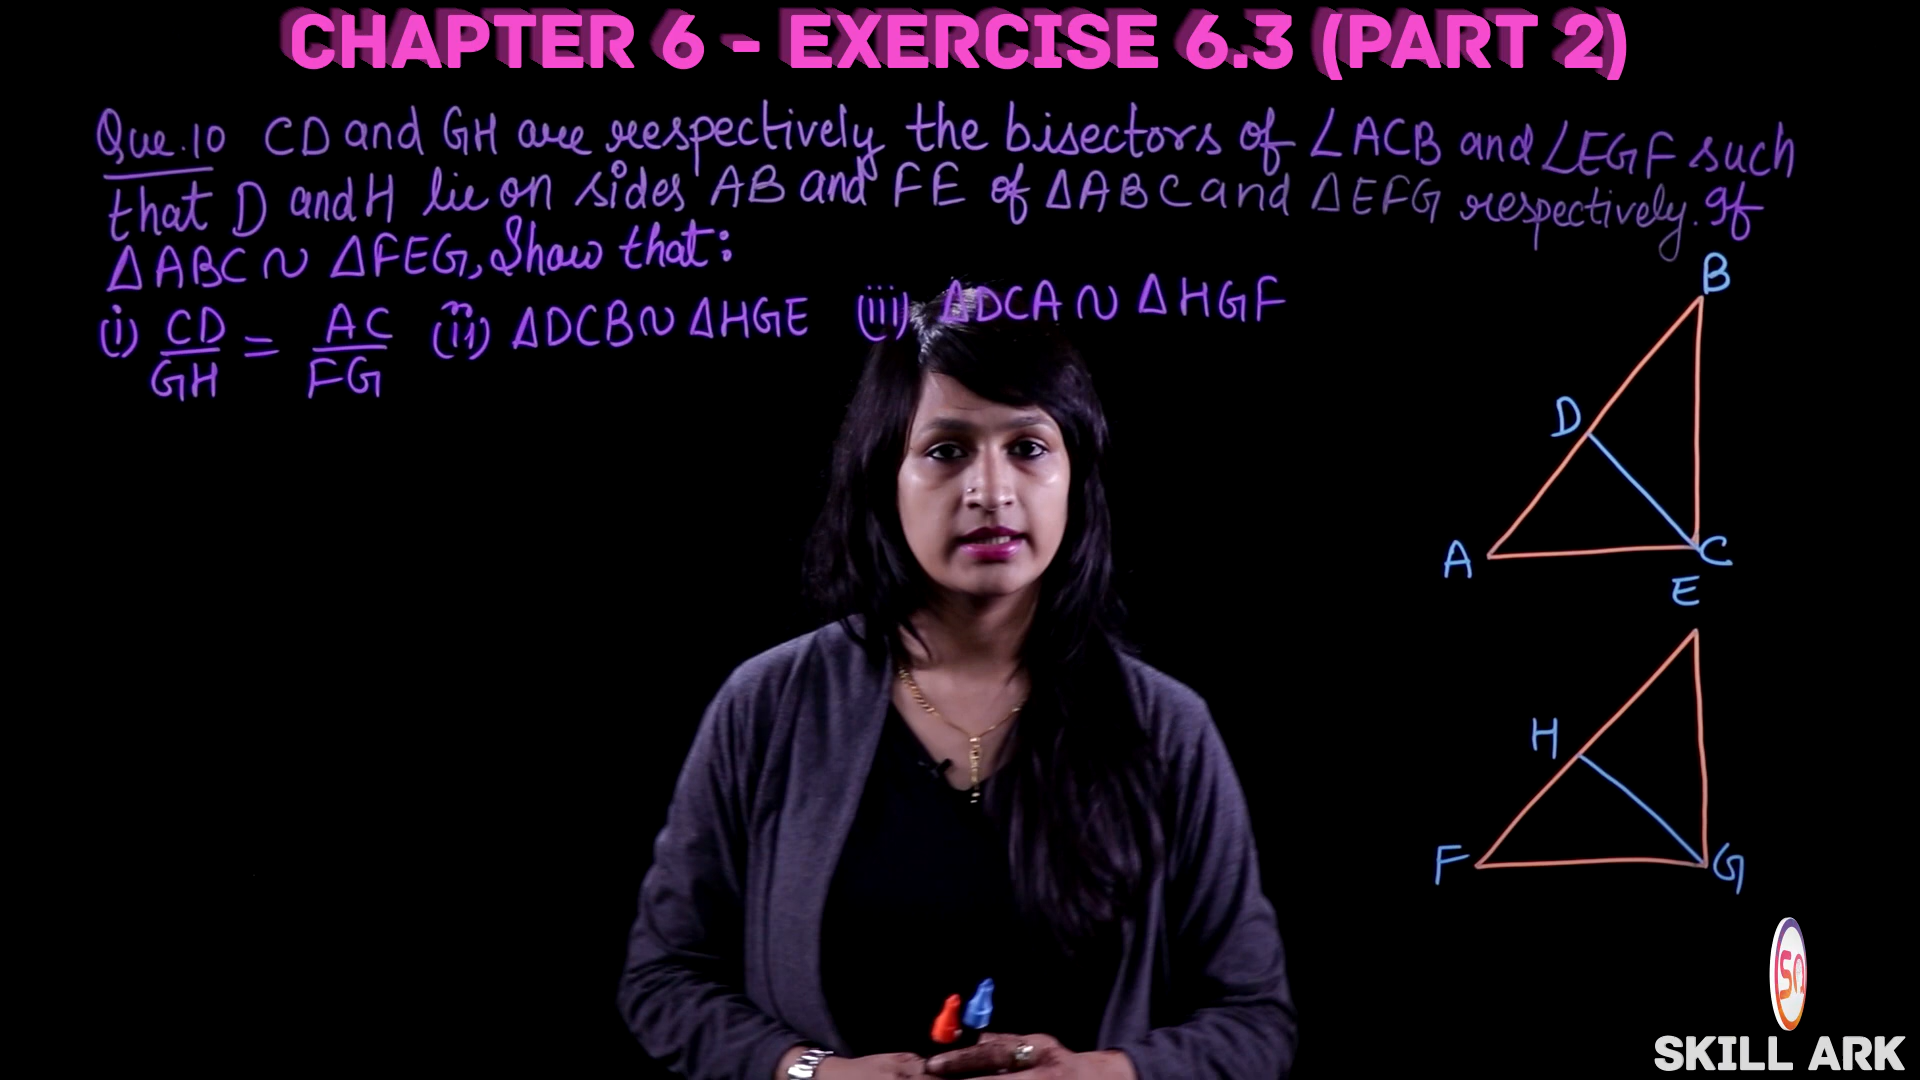 CHAPTER 6 - EXERCISE 6.3 (PART 2)
Que.10 CD and GH are respectively the bisectors of ∠ACB and ∠EGF such
that D and H lie on sides AB and FE of ΔABC and ΔEFG respectively. If
ΔABC ~ ΔFEG, Show that:
(i) CD/GH = AC/FG (ii) ΔDCB ~ ΔHGE (iii) ΔDCA ~ ΔHGF
B
D
A
C
E
H
F
G
SA
SKILL ARK